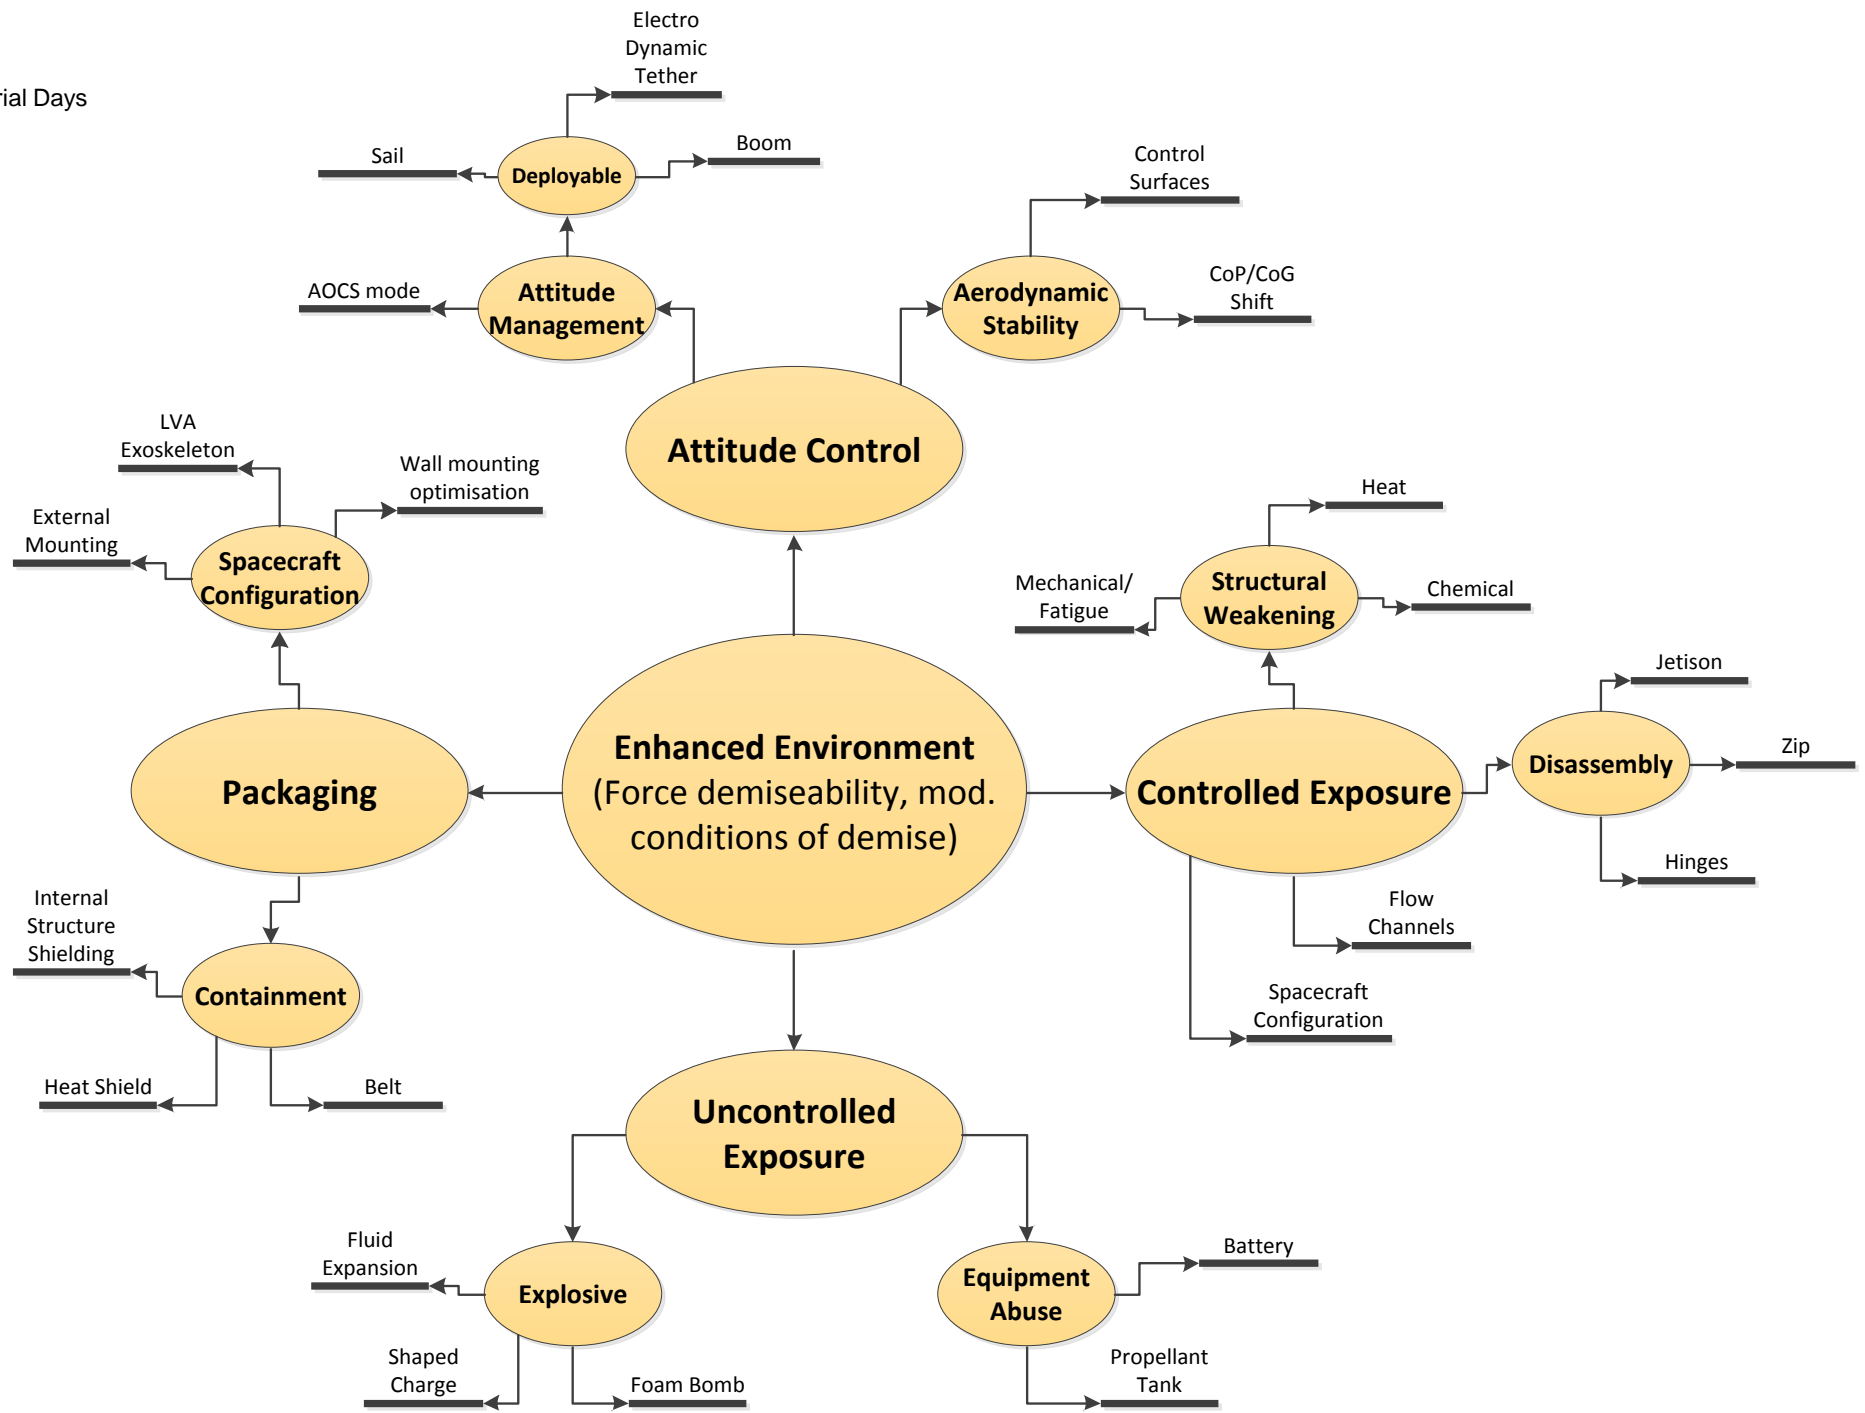 Electro
Dynamic
Tether
rial Days
Sail
Boom
Deployable
Control
Surfaces
AOCS mode
Attitude
Management
Aerodynamic
Stability
CoP/CoG
Shift
LVA
Exoskeleton
Wall mounting
optimisation
Attitude Control
External
Mounting
Spacecraft
Configuration
Heat
Mechanical/
Fatigue
Structural
Weakening
Chemical
Jetison
Packaging
Enhanced Environment
(Force demiseability, mod.
conditions of demise)
Controlled Exposure
Disassembly
Zip
Hinges
Internal
Structure
Shielding
Flow
Channels
Containment
Spacecraft
Configuration
Heat Shield
Belt
Uncontrolled
Exposure
Fluid
Expansion
Explosive
Equipment
Abuse
Battery
Shaped
Charge
Foam Bomb
Propellant
Tank